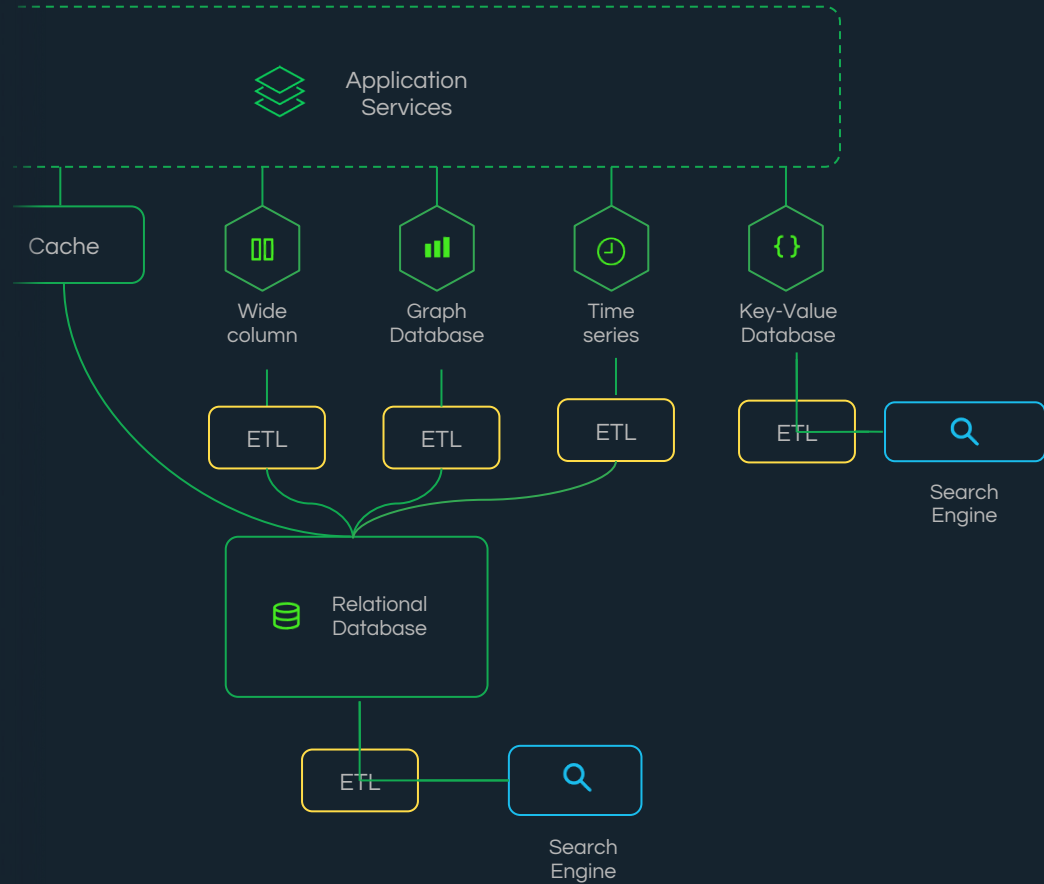 Application
Services
Cache
Wide
column
Graph
Database
Time
series
Key-Value
Database
ETL
ETL
ETL
ETL
Search
Engine
Relational
Database
ETL
Search
Engine